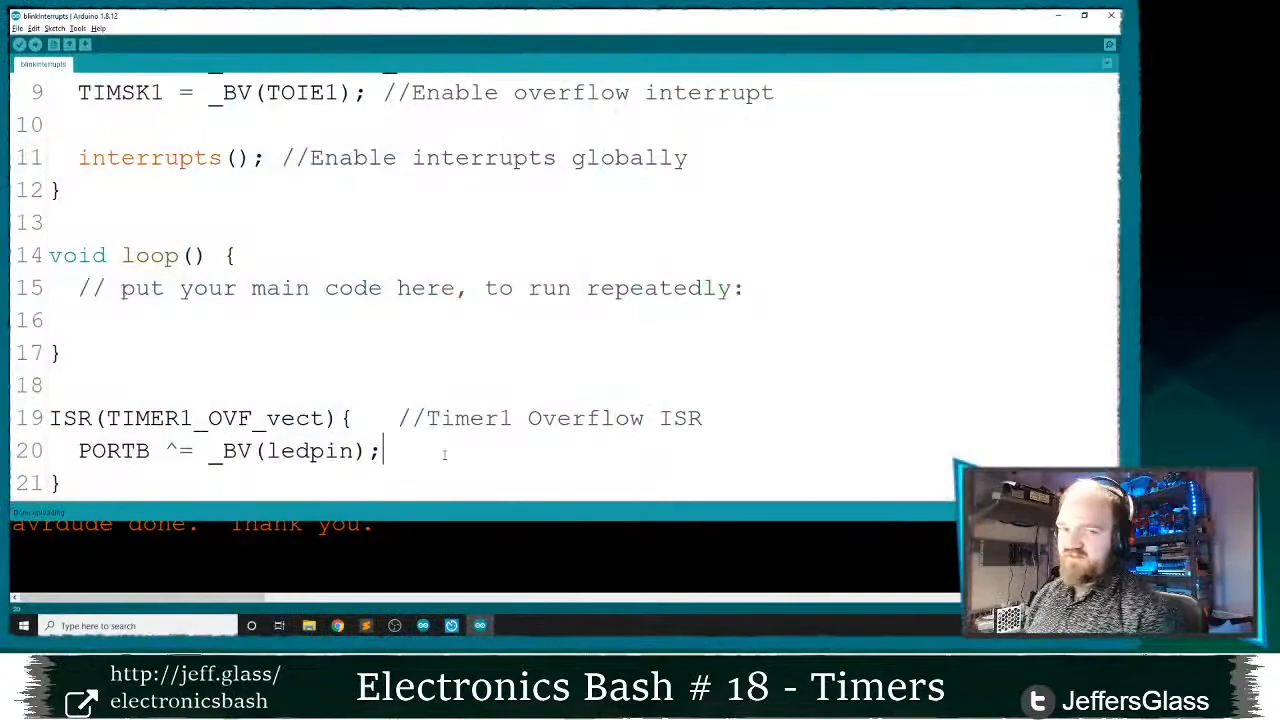 blinkInterrupts | Arduino 1.8.12
File Edit Sketch Tools Help
blinkInterrupts
9 TIMSK1 = _BV(TOIE1); //Enable overflow interrupt
10
11 interrupts(); //Enable interrupts globally
12 }
13
14 void loop() {
15 // put your main code here, to run repeatedly:
16
17 }
18
19 ISR(TIMER1_OVF_vect){ //Timer1 Overflow ISR
20 PORTB ^= _BV(ledpin);
21 }
Done uploading
avrdude done. Thank you.
20
Type here to search
http://jeff.glass/
electronicsbash
Electronics Bash # 18 - Timers
JeffersGlass